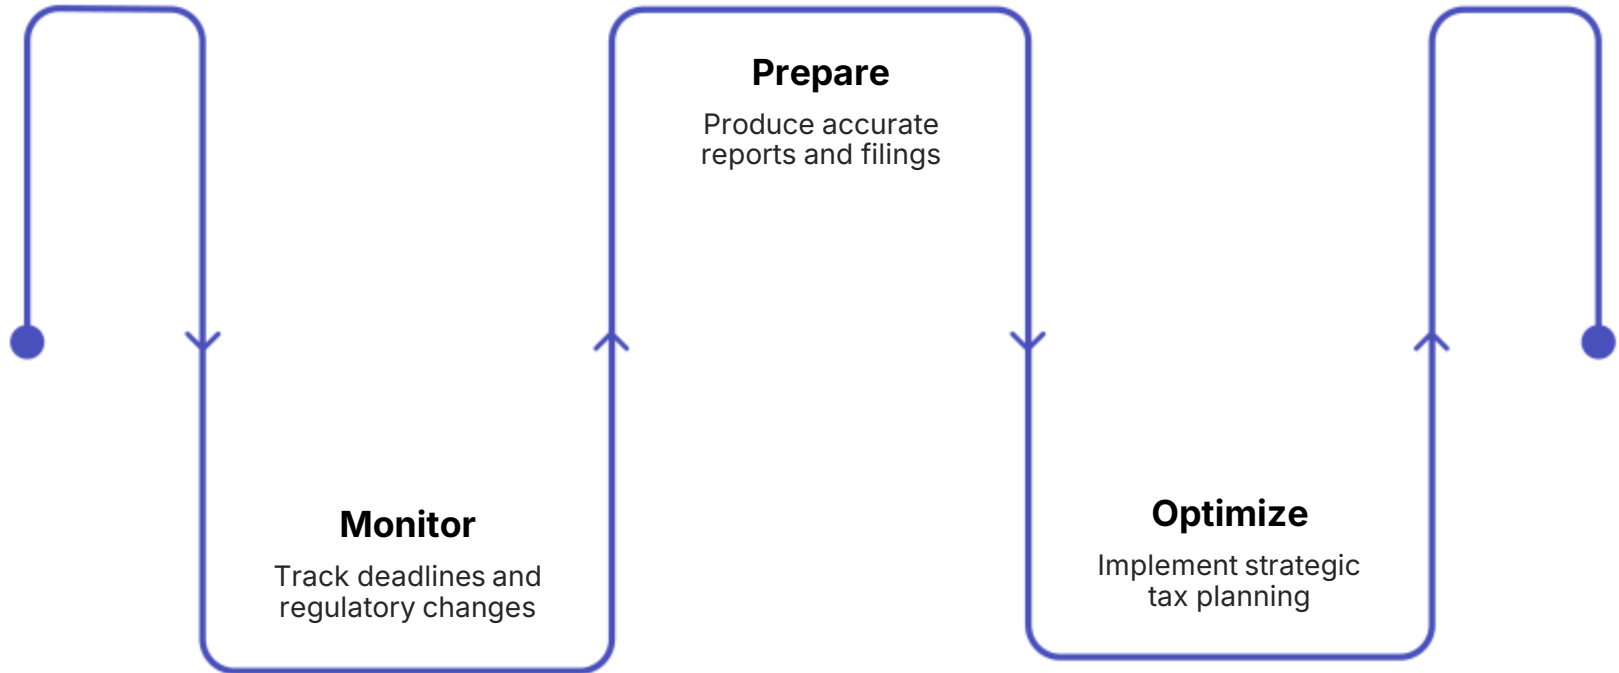 Prepare
Produce accurate
reports and filings
Monitor
Track deadlines and
regulatory changes
Optimize
Implement strategic
tax planning